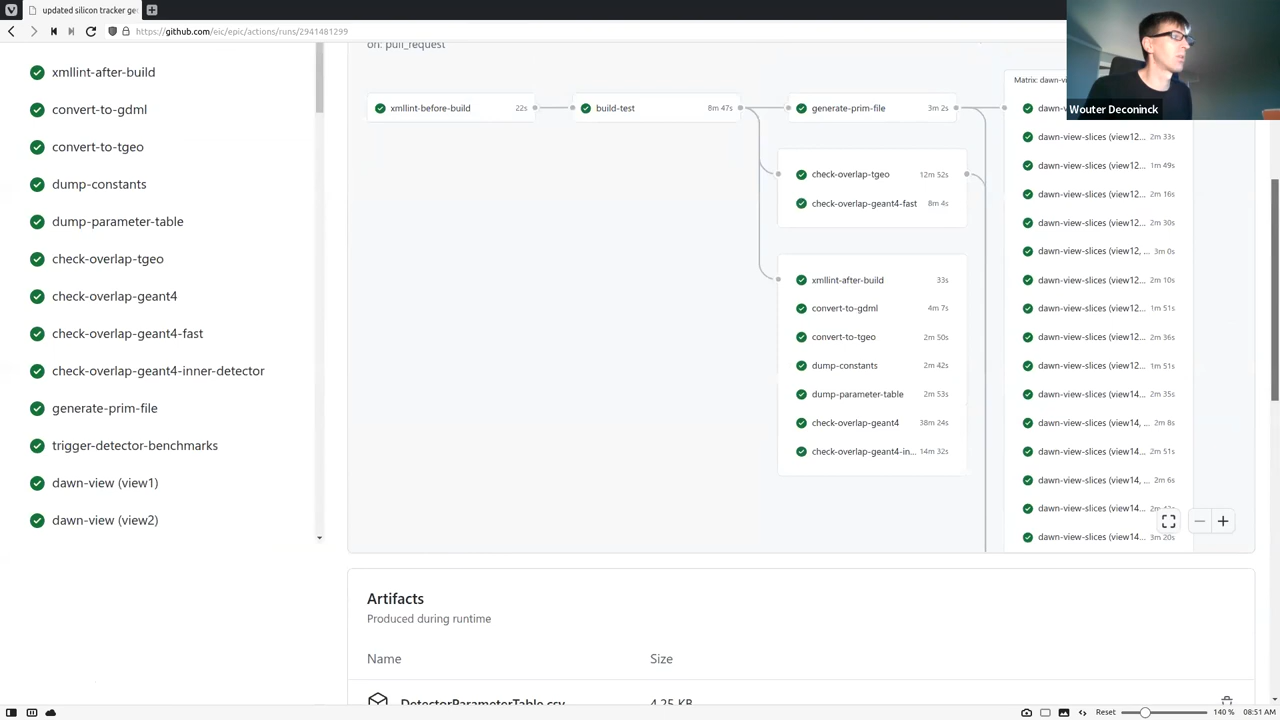 updated silicon tracker ge
https://github.com/eic/epic/actions/runs/2941481299
xmllint-after-build
convert-to-gdml
convert-to-tgeo
dump-constants
dump-parameter-table
check-overlap-tgeo
check-overlap-geant4
check-overlap-geant4-fast
check-overlap-geant4-inner-detector
generate-prim-file
trigger-detector-benchmarks
dawn-view (view1)
dawn-view (view2)
on: pull_request
xmllint-before-build 22s
build-test 8m 47s
generate-prim-file 3m 2s
check-overlap-tgeo 12m 52s
check-overlap-geant4-fast 8m 4s
xmllint-after-build 33s
convert-to-gdml 4m 7s
convert-to-tgeo 2m 50s
dump-constants 2m 42s
dump-parameter-table 2m 53s
check-overlap-geant4 38m 24s
check-overlap-geant4-in... 14m 32s
Matrix: dawn-vi
dawn-v
dawn-view-slices (view12... 2m 33s
dawn-view-slices (view12... 1m 49s
dawn-view-slices (view12... 2m 16s
dawn-view-slices (view12... 2m 30s
dawn-view-slices (view12, ... 3m 0s
dawn-view-slices (view12... 2m 10s
dawn-view-slices (view12... 1m 51s
dawn-view-slices (view12... 2m 36s
dawn-view-slices (view12... 1m 51s
dawn-view-slices (view14... 2m 35s
dawn-view-slices (view14, ... 2m 8s
dawn-view-slices (view14... 2m 51s
dawn-view-slices (view14, ... 2m 6s
dawn-view-slices (view14...
dawn-view-slices (view14... 3m 20s
Wouter Deconinck
Artifacts
Produced during runtime
Name Size
DetectorParameterTable.csv 4.25 KB
Reset 140 % 08:51 AM